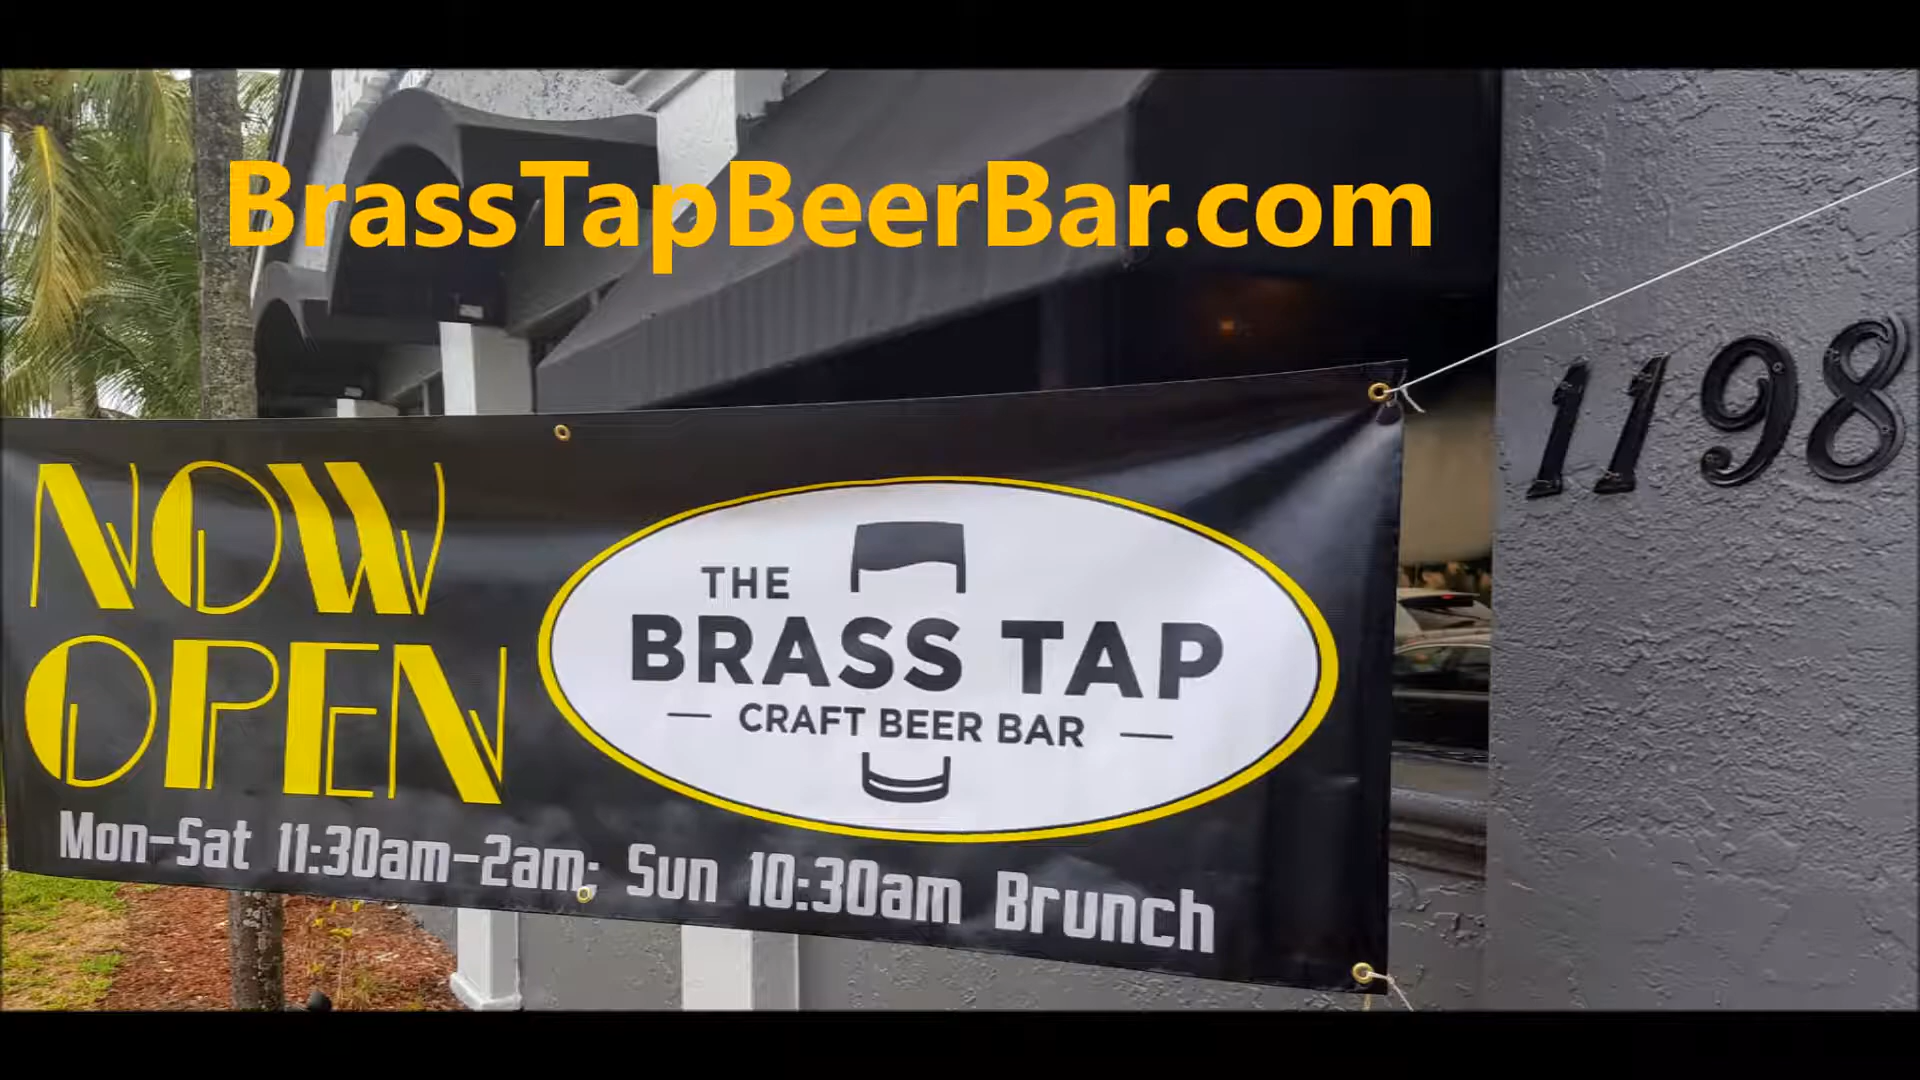 BrassTapBeerBar.com
1198
NOW
OPEN
THE
BRASS TAP
CRAFT BEER BAR
Mon-Sat 11:30am-2am; Sun 10:30am Brunch